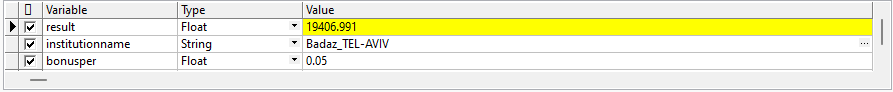 Variable Type Value
result Float 19406.991
institutionname String Badaz_TEL-AVIV ...
bonusper Float 0.05